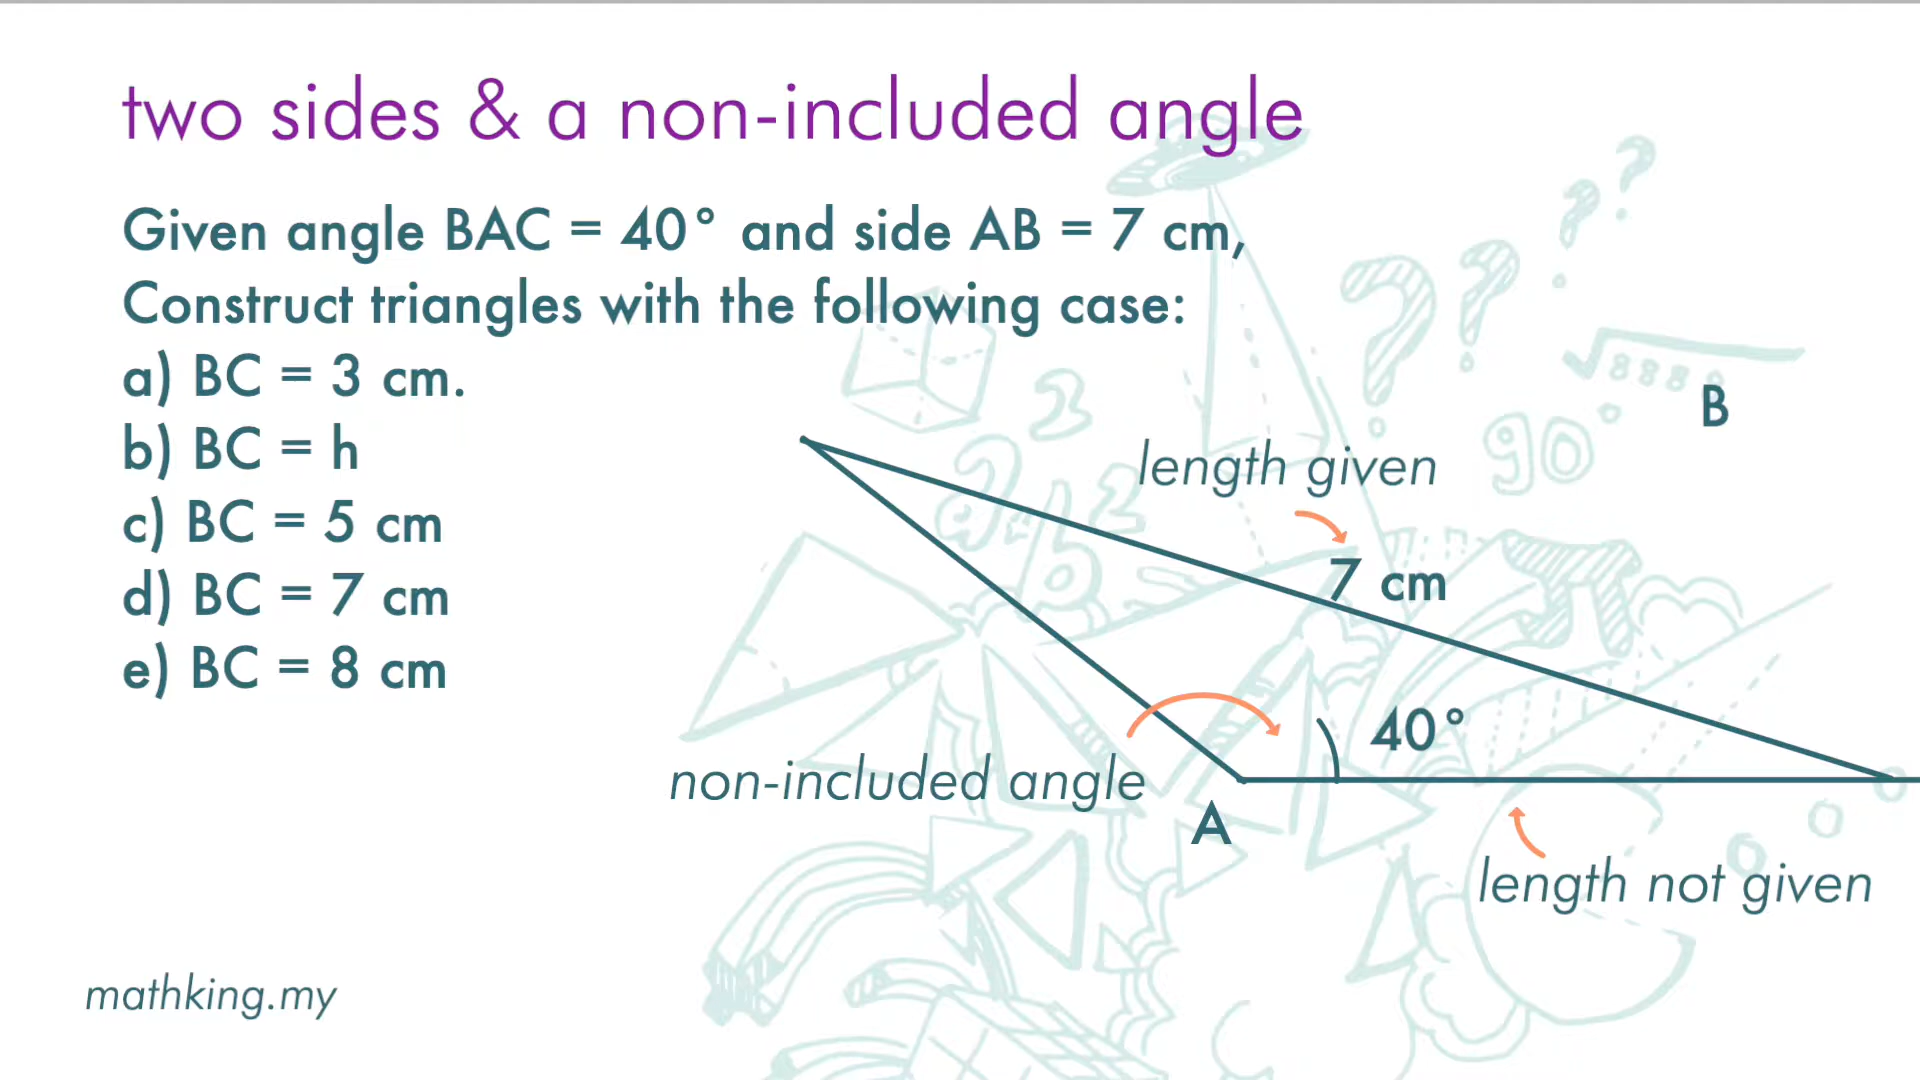 two sides & a non-included angle
Given angle BAC = 40° and side AB = 7 cm,
Construct triangles with the following case:
a) BC = 3 cm.
b) BC = h
c) BC = 5 cm
d) BC = 7 cm
e) BC = 8 cm
B
length given
7 cm
40°
non-included angle
A
length not given
mathking.my